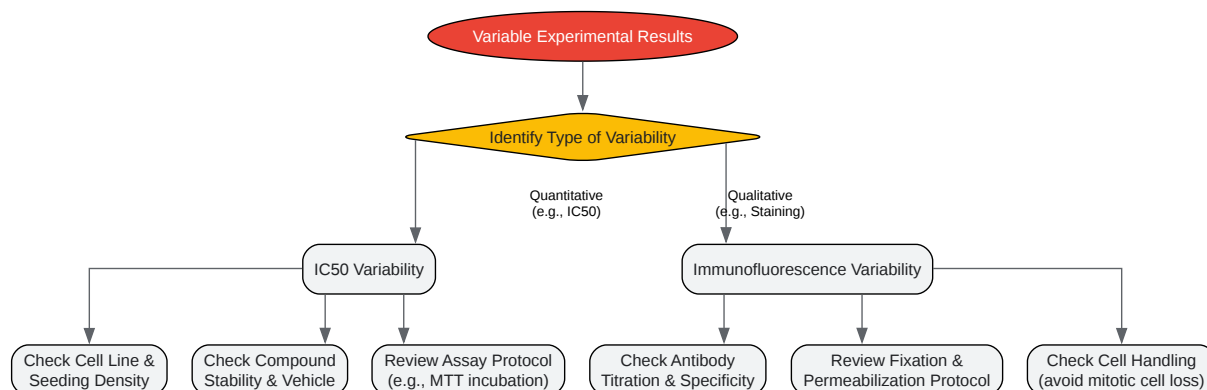 Variable Experimental Results
Identify Type of Variability
Quantitative
(e.g., IC50)
Qualitative
(e.g., Staining)
IC50 Variability
Immunofluorescence Variability
Check Cell Line &
Seeding Density
Check Compound
Stability & Vehicle
Review Assay Protocol
(e.g., MTT incubation)
Check Antibody
Titration & Specificity
Review Fixation &
Permeabilization Protocol
Check Cell Handling
(avoid mitotic cell loss)